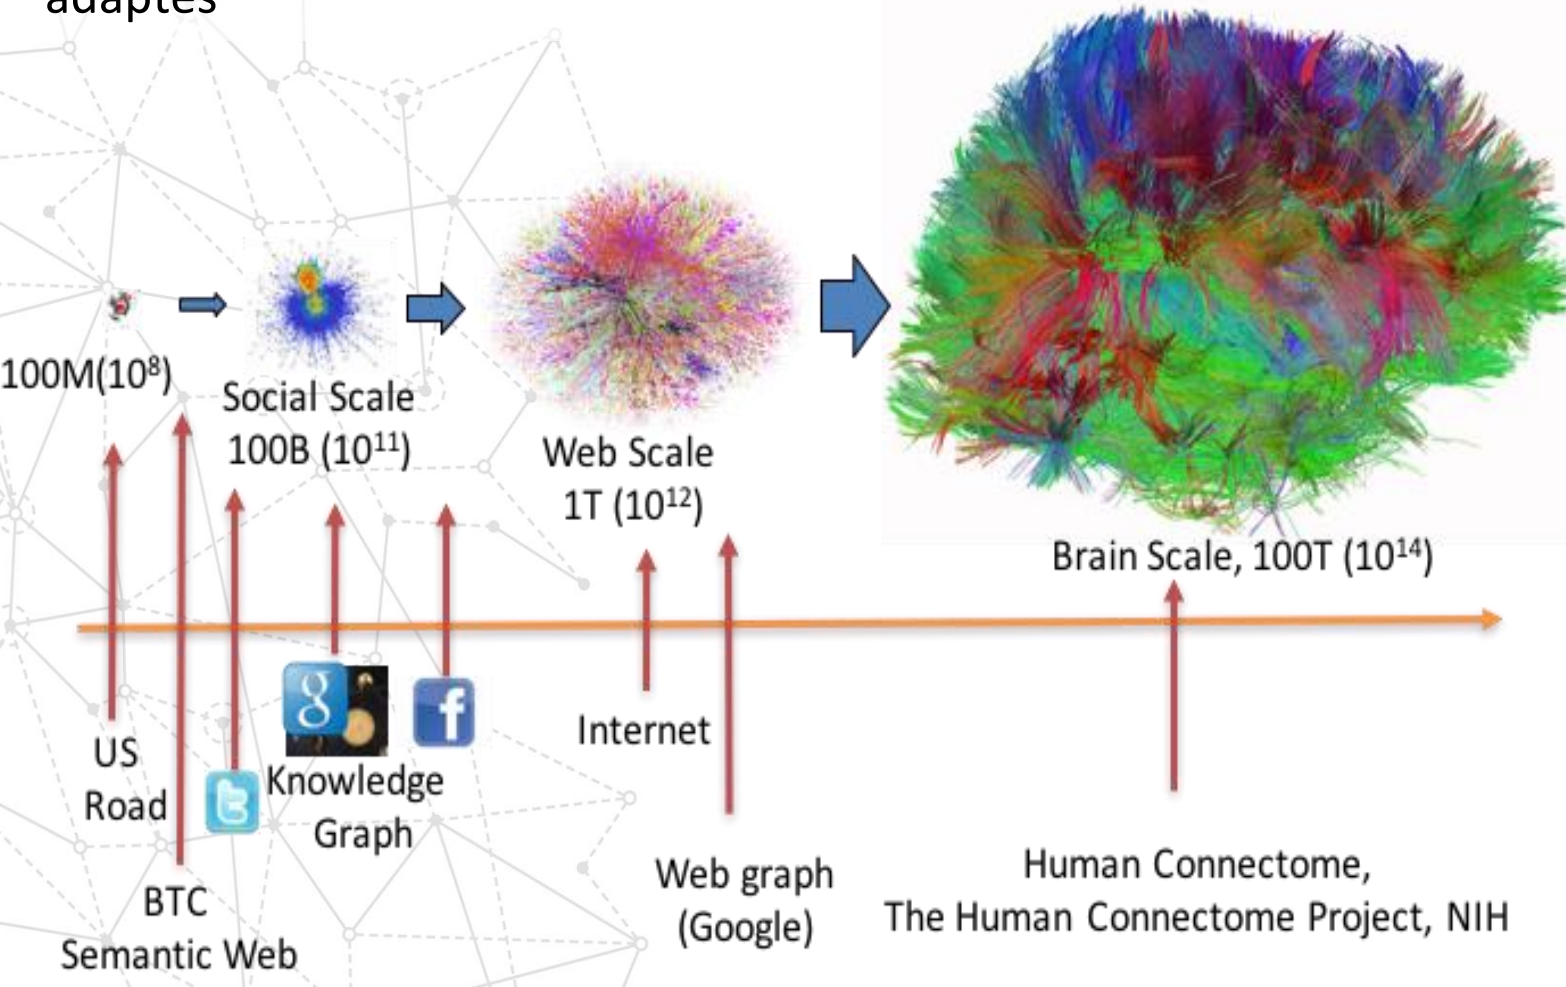 adaptés
100M(10⁸)
Social Scale
100B (10¹¹)
Web Scale
1T (10¹²)
Brain Scale, 100T (10¹⁴)
US
Road
BTC
Semantic Web
t
g
Knowledge
Graph
f
Internet
Web graph
(Google)
Human Connectome,
The Human Connectome Project, NIH